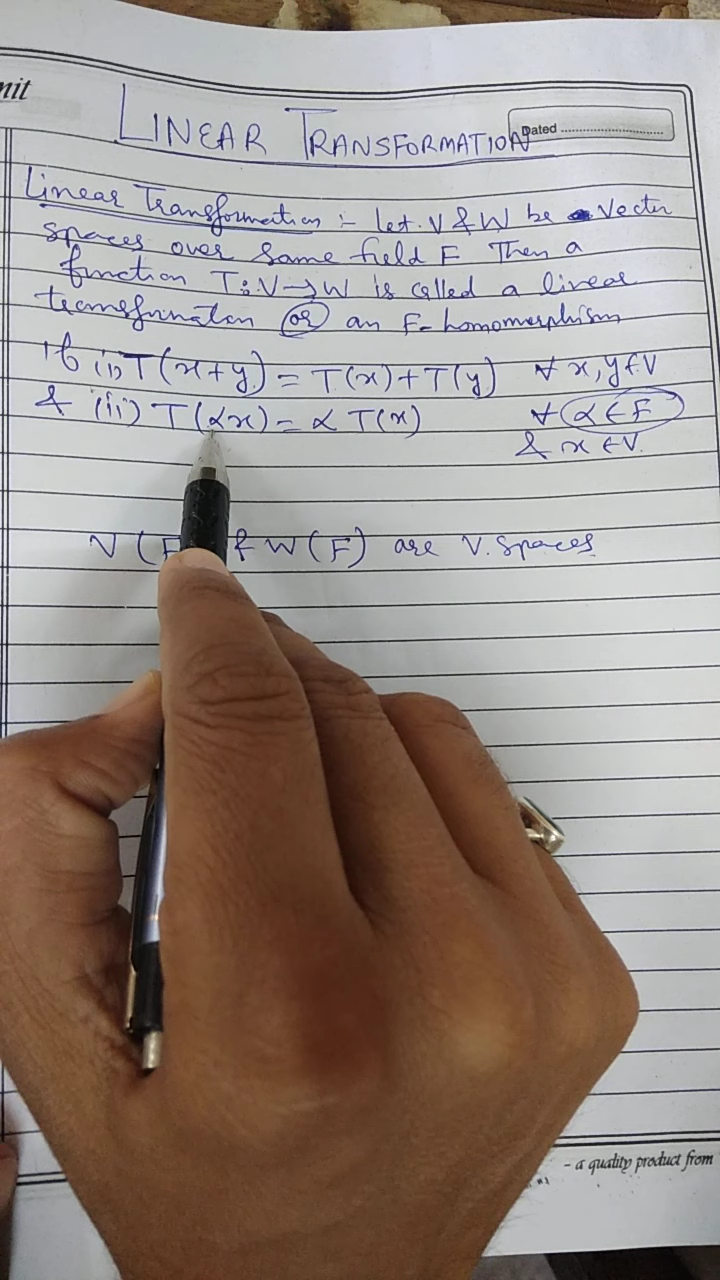 nit
LINEAR TRANSFORMATION
Dated
Linear Transformation :- let V & W be Vector
spaces over same field F Then a
function T: V → W is called a linear
transformation (or) an F-homomorphism
if (i) T(x+y) = T(x)+T(y) ∀ x, y ∈ V
& (ii) T(αx) = α T(x) ∀ α ∈ F
& x ∈ V.
V(F & W(F) are V. spaces
- a quality product from